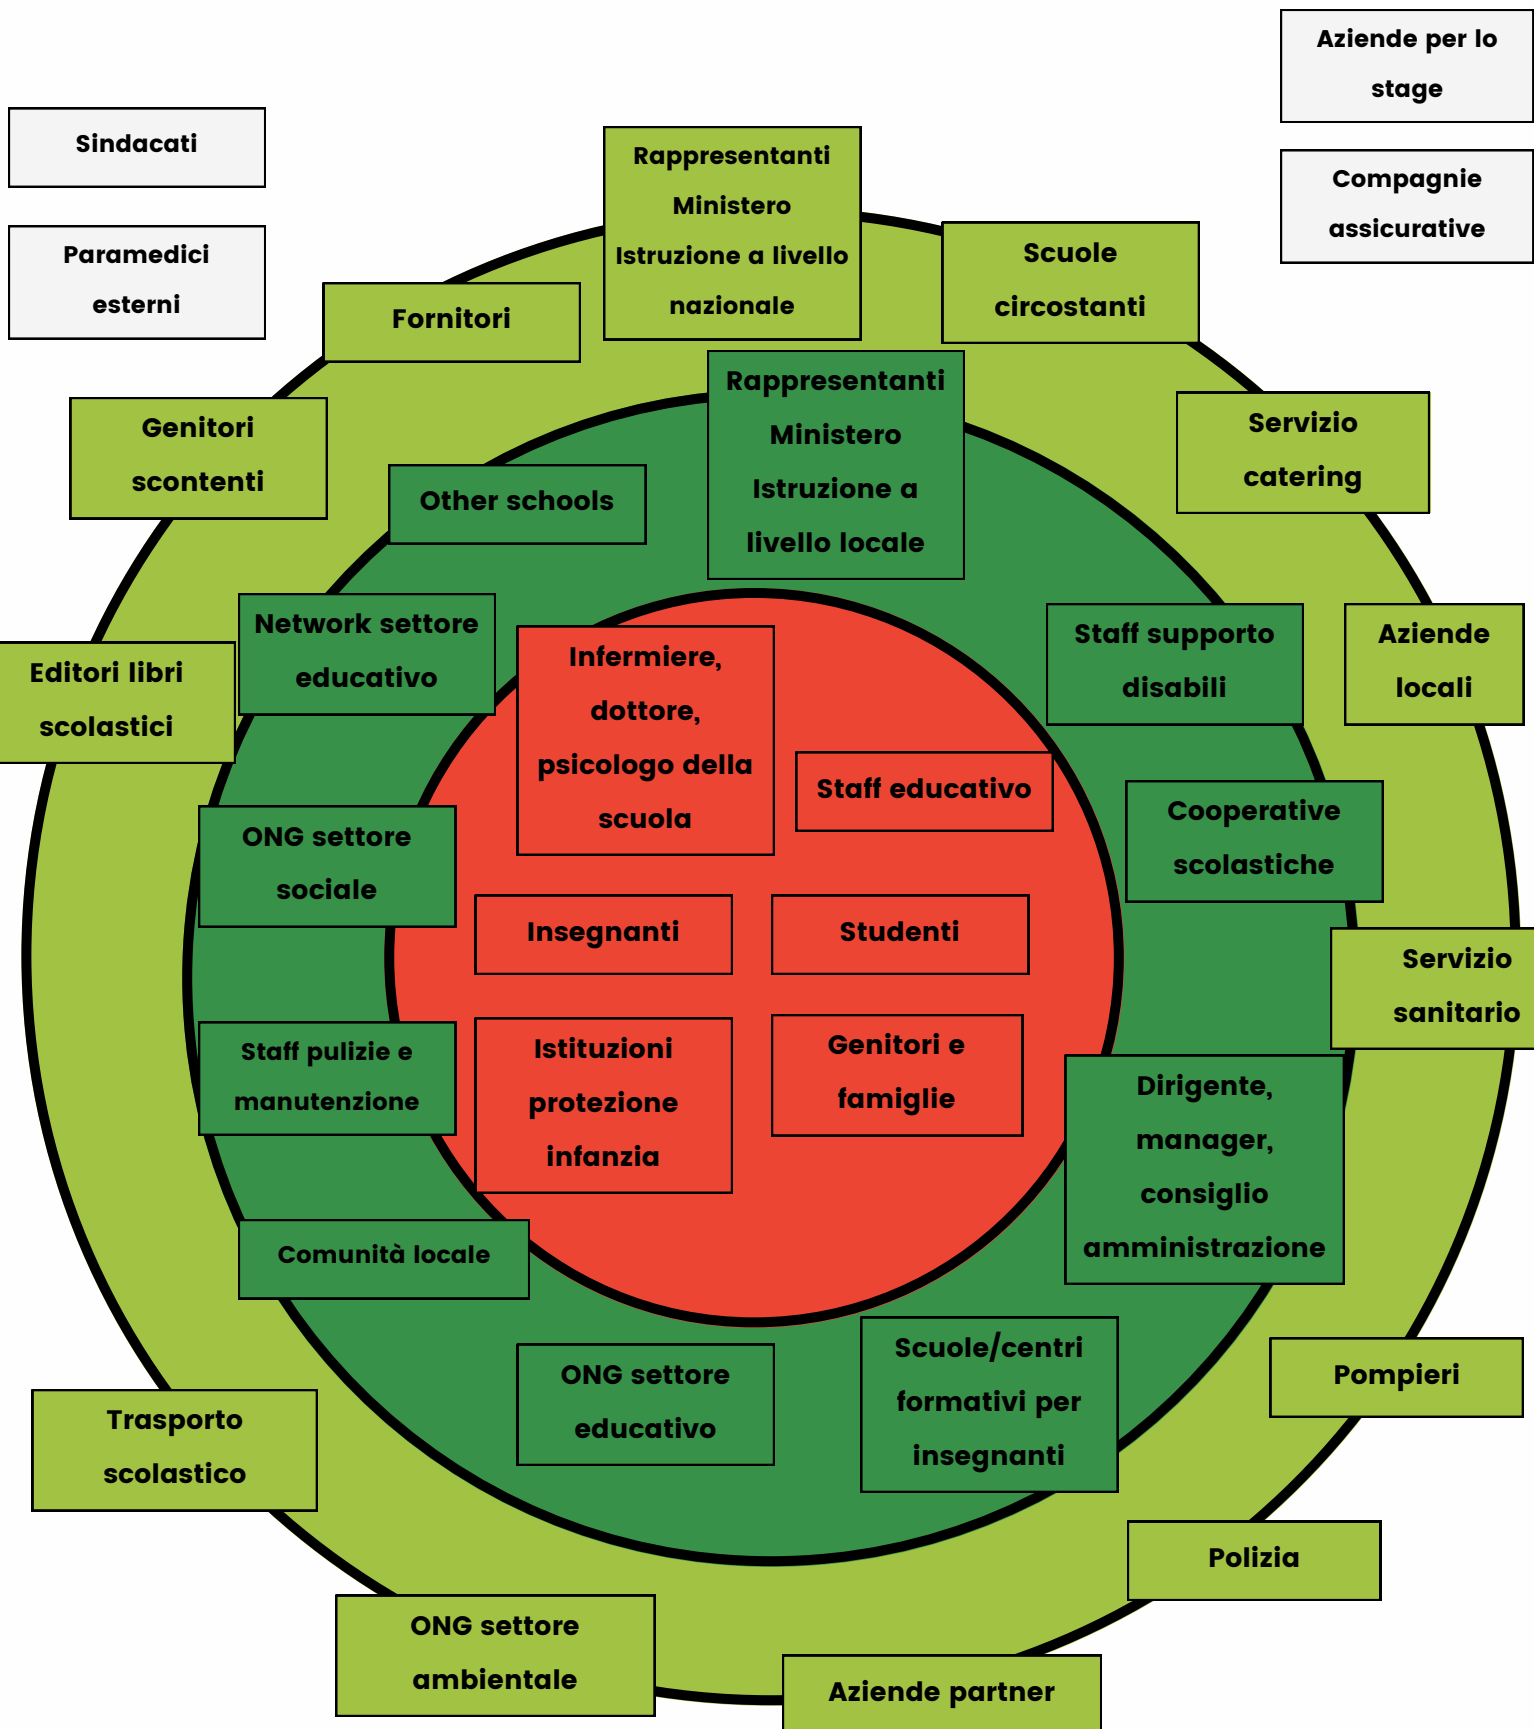 Aziende per lo
stage
Sindacati
Compagnie
assicurative
Paramedici
esterni
Rappresentanti
Ministero
Istruzione a livello
nazionale
Scuole
circostanti
Fornitori
Genitori
scontenti
Rappresentanti
Ministero
Istruzione a
livello locale
Servizio
catering
Other schools
Network settore
educativo
Infermiere,
dottore,
psicologo della
scuola
Staff supporto
disabili
Aziende
locali
Editori libri
scolastici
Staff educativo
Cooperative
scolastiche
ONG settore
sociale
Insegnanti
Studenti
Servizio
sanitario
Staff pulizie e
manutenzione
Istituzioni
protezione
infanzia
Genitori e
famiglie
Dirigente,
manager,
consiglio
amministrazione
Comunità locale
ONG settore
educativo
Scuole/centri
formativi per
insegnanti
Pompieri
Trasporto
scolastico
Polizia
ONG settore
ambientale
Aziende partner